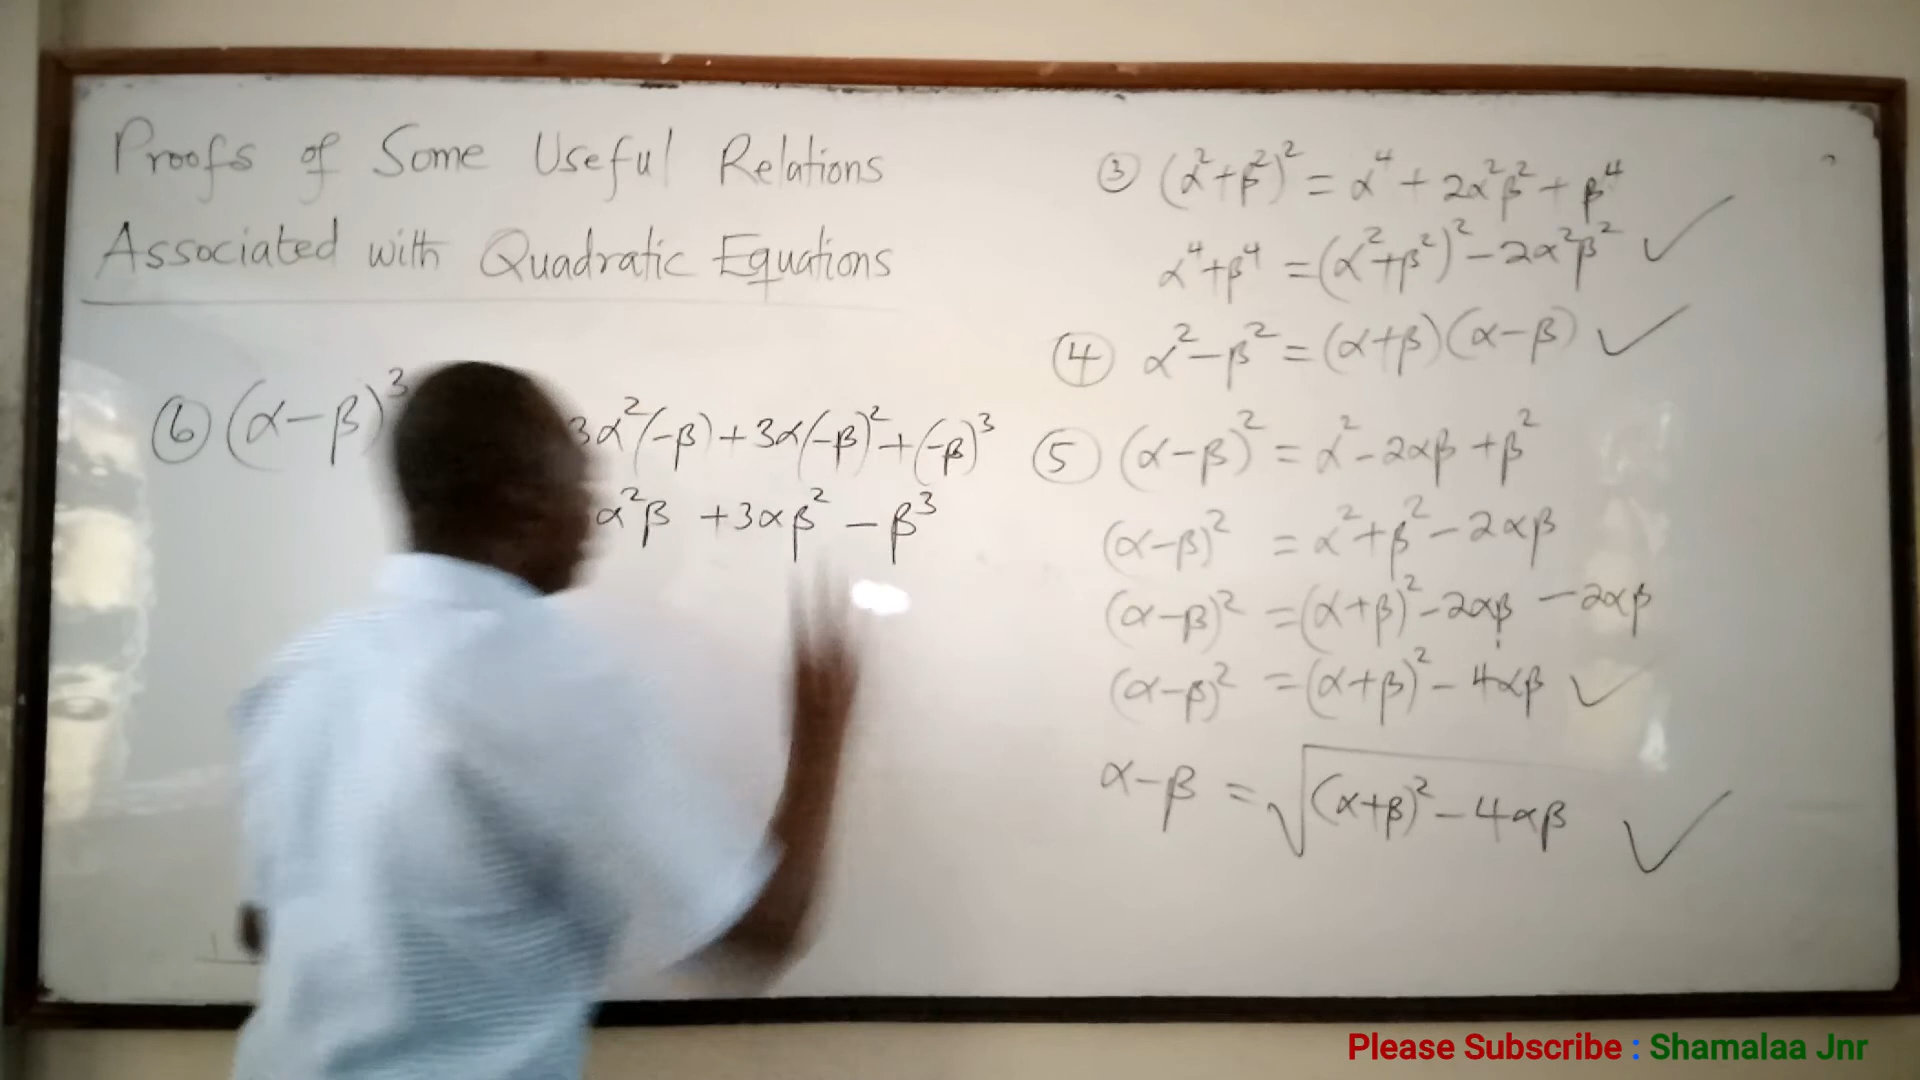 Proofs of Some Useful Relations
Associated with Quadratic Equations
⑥ (α-β)³ 3α²(-β)+3α(-β)²+(-β)³
α²β +3αβ² - β³
③ (α²+β²)² = α⁴ + 2α²β² + β⁴
α⁴+β⁴ = (α²+β²)² - 2α²β² ✓
④ α²-β² = (α+β)(α-β) ✓
⑤ (α-β)² = α²-2αβ+β²
(α-β)² = α²+β²-2αβ
(α-β)² = (α+β)²-2αβ -2αβ
(α-β)² = (α+β)²-4αβ ✓
α-β = √((α+β)²-4αβ) ✓
Please Subscribe : Shamalaa Jnr